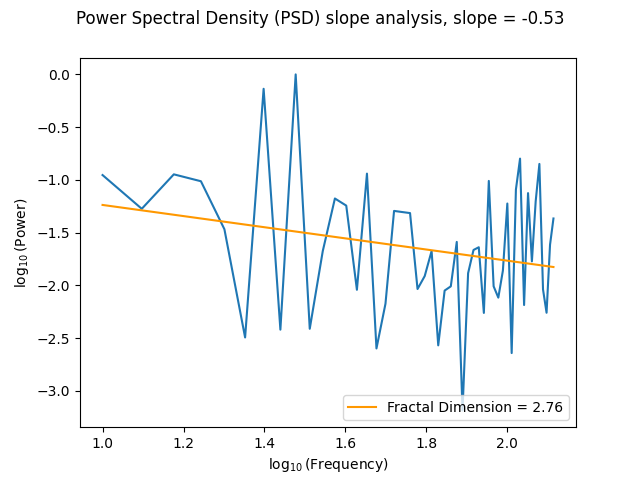 Power Spectral Density (PSD) slope analysis, slope = -0.53
0.0
−0.5
−1.0
−1.5
−2.0
−2.5
−3.0
log₁₀(Power)
Fractal Dimension = 2.76
1.0 1.2 1.4 1.6 1.8 2.0
log₁₀(Frequency)